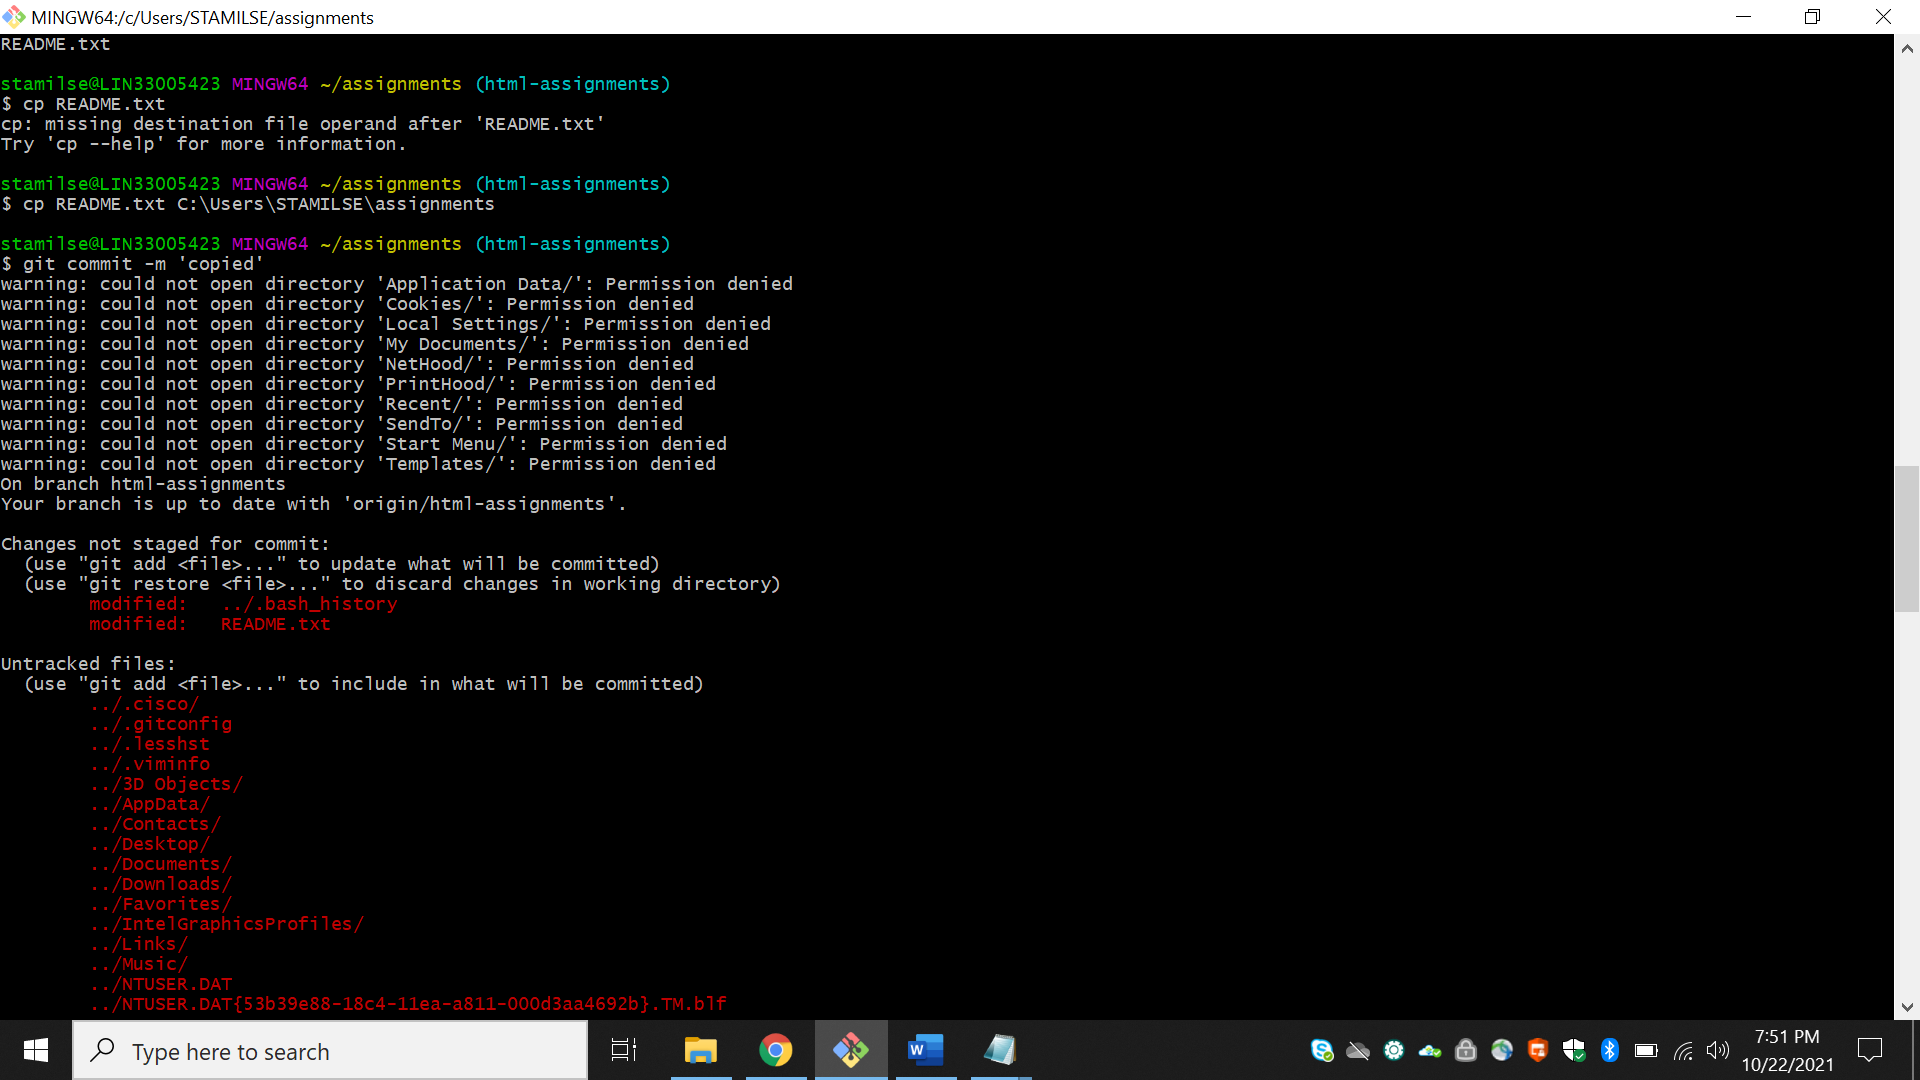 MINGW64:/c/Users/STAMILSE/assignments
README.txt
stamilse@LIN33005423 MINGW64 ~/assignments (html-assignments)
$ cp README.txt
cp: missing destination file operand after 'README.txt'
Try 'cp --help' for more information.
stamilse@LIN33005423 MINGW64 ~/assignments (html-assignments)
$ cp README.txt C:\Users\STAMILSE\assignments
stamilse@LIN33005423 MINGW64 ~/assignments (html-assignments)
$ git commit -m 'copied'
warning: could not open directory 'Application Data/': Permission denied
warning: could not open directory 'Cookies/': Permission denied
warning: could not open directory 'Local Settings/': Permission denied
warning: could not open directory 'My Documents/': Permission denied
warning: could not open directory 'NetHood/': Permission denied
warning: could not open directory 'PrintHood/': Permission denied
warning: could not open directory 'Recent/': Permission denied
warning: could not open directory 'SendTo/': Permission denied
warning: could not open directory 'Start Menu/': Permission denied
warning: could not open directory 'Templates/': Permission denied
On branch html-assignments
Your branch is up to date with 'origin/html-assignments'.
Changes not staged for commit:
(use "git add <file>..." to update what will be committed)
(use "git restore <file>..." to discard changes in working directory)
modified: ../.bash_history
modified: README.txt
Untracked files:
(use "git add <file>..." to include in what will be committed)
../.cisco/
../.gitconfig
../.lesshst
../.viminfo
../3D Objects/
../AppData/
../Contacts/
../Desktop/
../Documents/
../Downloads/
../Favorites/
../IntelGraphicsProfiles/
../Links/
../Music/
../NTUSER.DAT
../NTUSER.DAT{53b39e88-18c4-11ea-a811-000d3aa4692b}.TM.blf
Type here to search
7:51 PM
10/22/2021